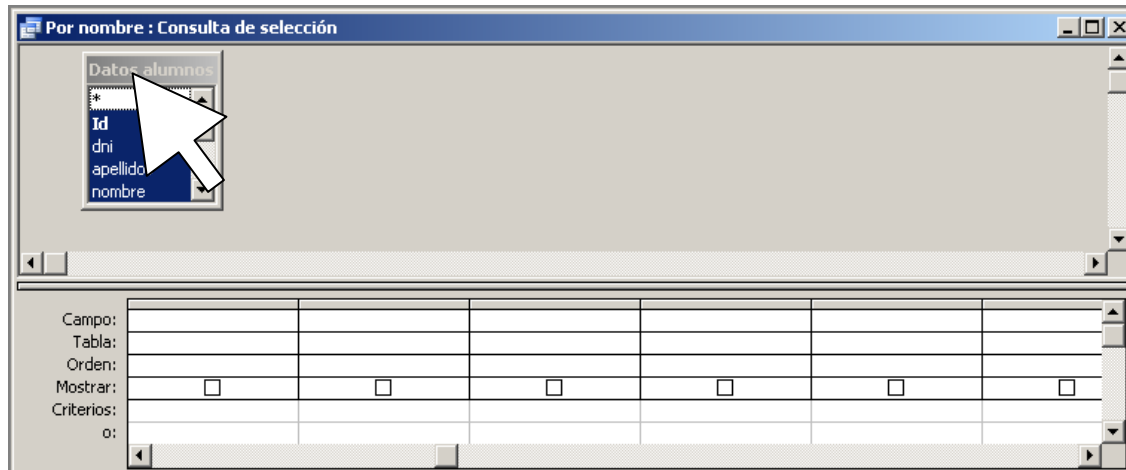 Por nombre : Consulta de selección
Datos alumnos
*
Id
dni
apellido
nombre
Campo:
Tabla:
Orden:
Mostrar:
Criterios:
o: